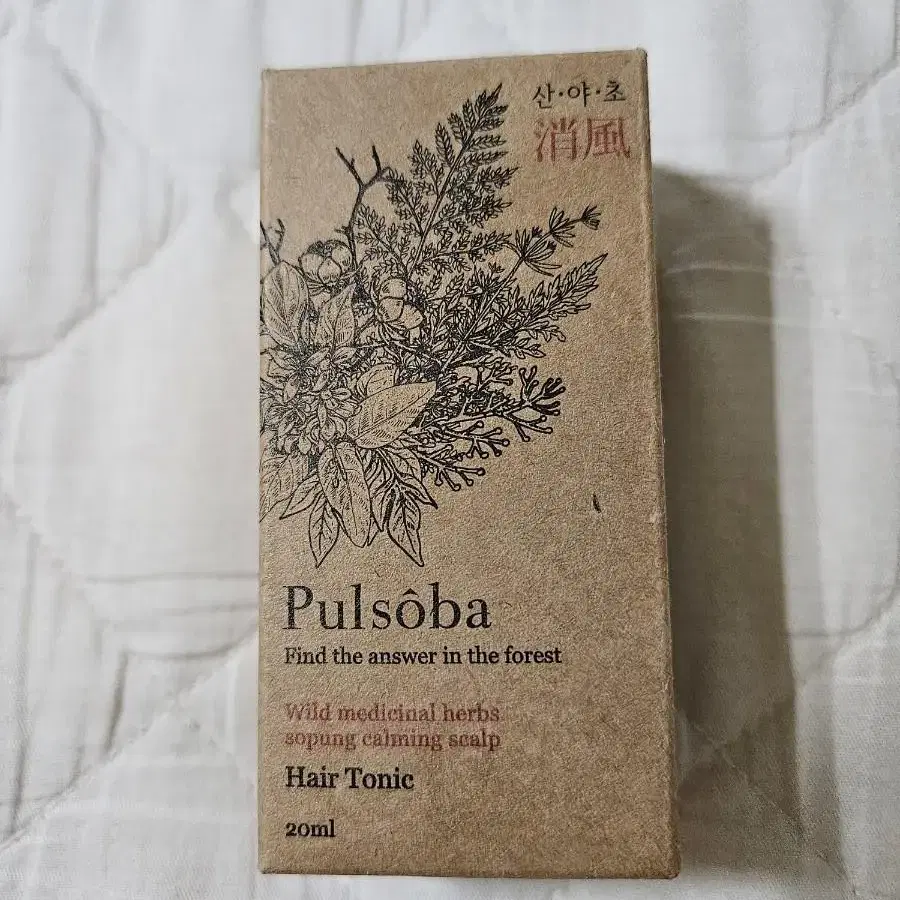 산·야·초
消風
Pulsôba
Find the answer in the forest
Wild medicinal herbs
sopung calming scalp
Hair Tonic
20ml